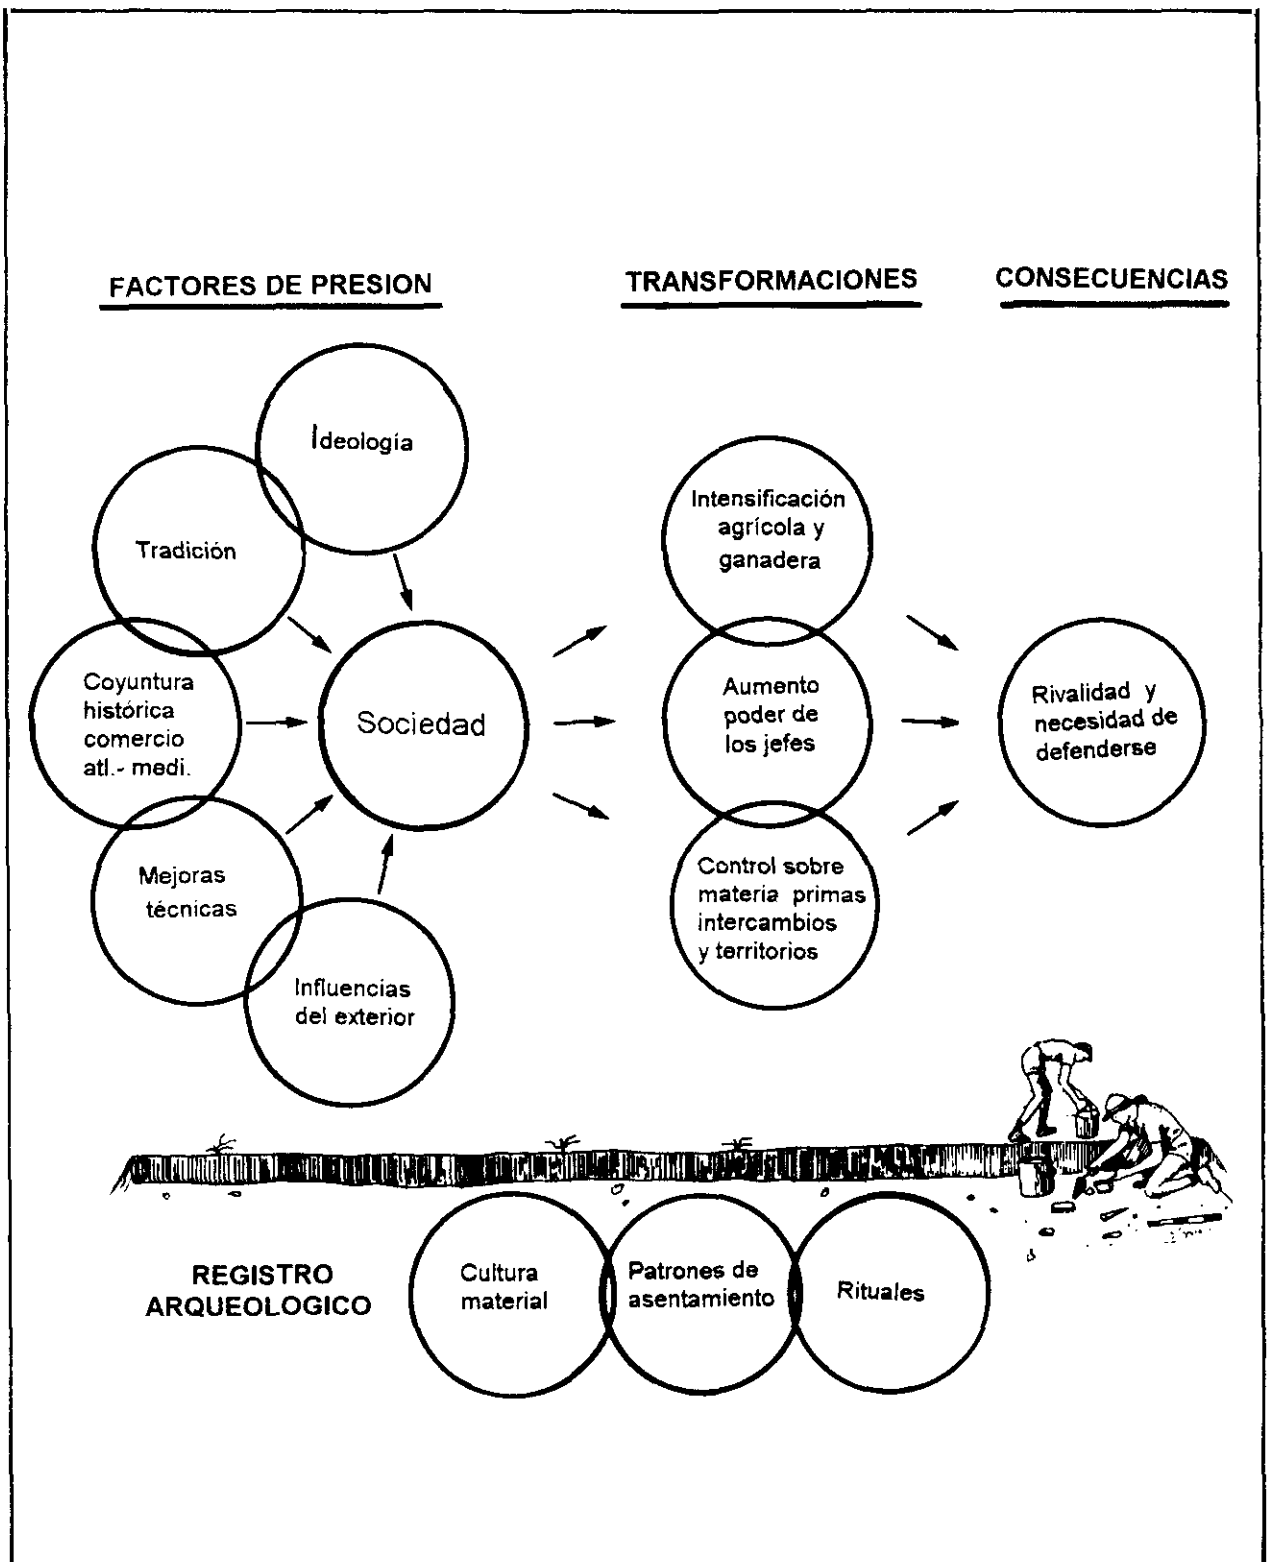 FACTORES DE PRESION
TRANSFORMACIONES
CONSECUENCIAS
Ideología
Tradición
Coyuntura
histórica
comercio
atl.- medi.
Mejoras
técnicas
Influencias
del exterior
Sociedad
Intensificación
agrícola y
ganadera
Aumento
poder de
los jefes
Control sobre
materia primas
intercambios
y territorios
Rivalidad y
necesidad de
defenderse
REGISTRO
ARQUEOLOGICO
Cultura
material
Patrones de
asentamiento
Rituales